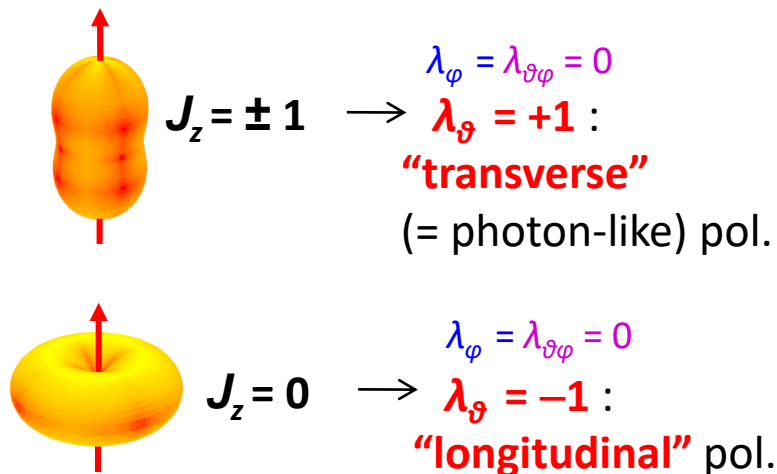 λφ = λϑφ = 0
Jz = ± 1 → λϑ = +1 :
“transverse”
(= photon-like) pol.
λφ = λϑφ = 0
Jz = 0 → λϑ = –1 :
“longitudinal” pol.